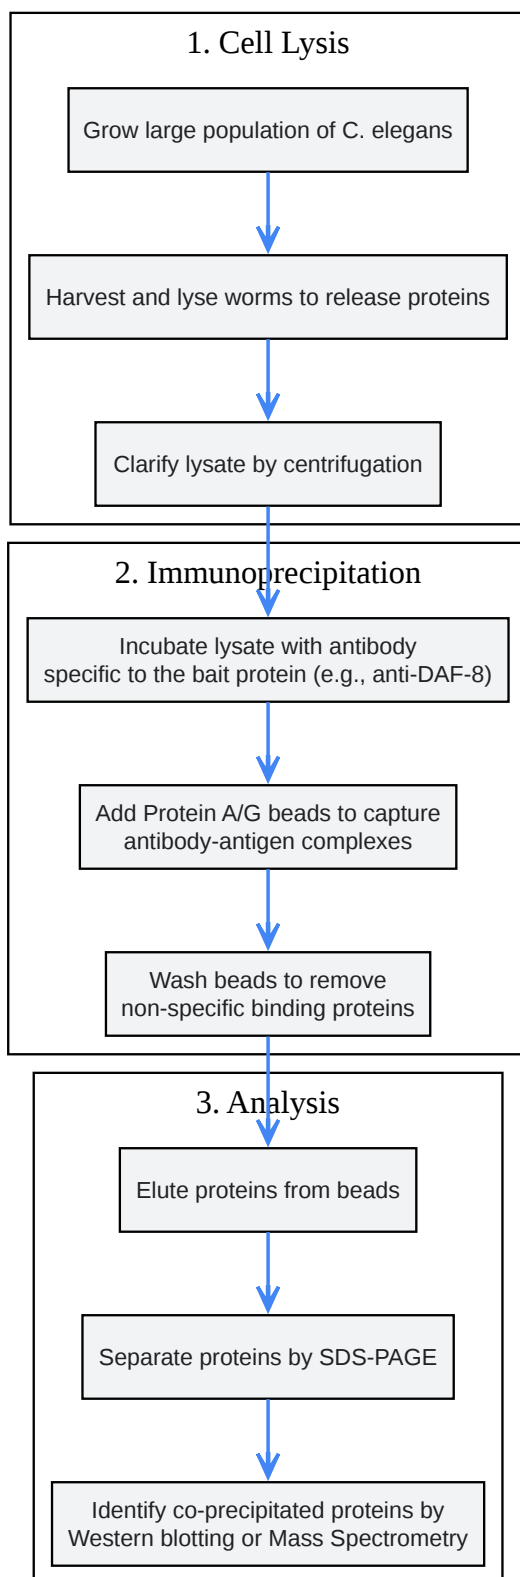 1. Cell Lysis
Grow large population of C. elegans
Harvest and lyse worms to release proteins
Clarify lysate by centrifugation
2. Immunoprecipitation
Incubate lysate with antibody
specific to the bait protein (e.g., anti-DAF-8)
Add Protein A/G beads to capture
antibody-antigen complexes
Wash beads to remove
non-specific binding proteins
3. Analysis
Elute proteins from beads
Separate proteins by SDS-PAGE
Identify co-precipitated proteins by
Western blotting or Mass Spectrometry